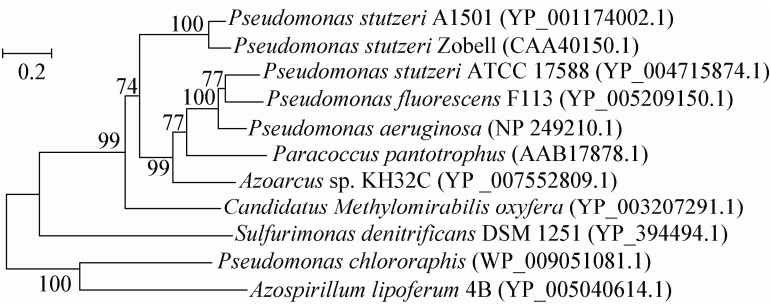 100 Pseudomonas stutzeri A1501 (YP_001174002.1)
Pseudomonas stutzeri Zobell (CAA40150.1)
0.2
74
77 Pseudomonas stutzeri ATCC 17588 (YP_004715874.1)
100 Pseudomonas fluorescens F113 (YP_005209150.1)
77 Pseudomonas aeruginosa (NP 249210.1)
99
Paracoccus pantotrophus (AAB17878.1)
99 Azoarcus sp. KH32C (YP _007552809.1)
Candidatus Methylomirabilis oxyfera (YP_003207291.1)
Sulfurimonas denitrificans DSM 1251 (YP_394494.1)
Pseudomonas chlororaphis (WP_009051081.1)
100 Azospirillum lipoferum 4B (YP_005040614.1)